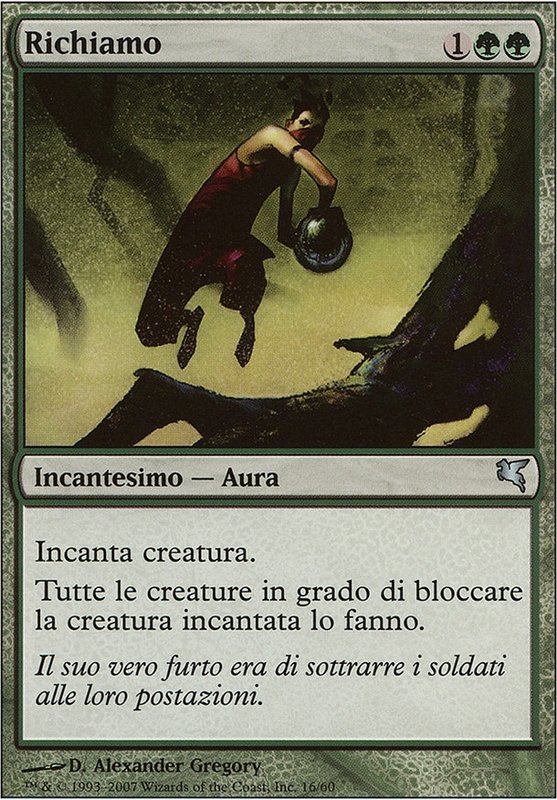 Richiamo 1
Incantesimo — Aura
Incanta creatura.
Tutte le creature in grado di bloccare
la creatura incantata lo fanno.
Il suo vero furto era di sottrarre i soldati
alle loro postazioni.
D. Alexander Gregory
™ & © 1993–2007 Wizards of the Coast, Inc. 16/60